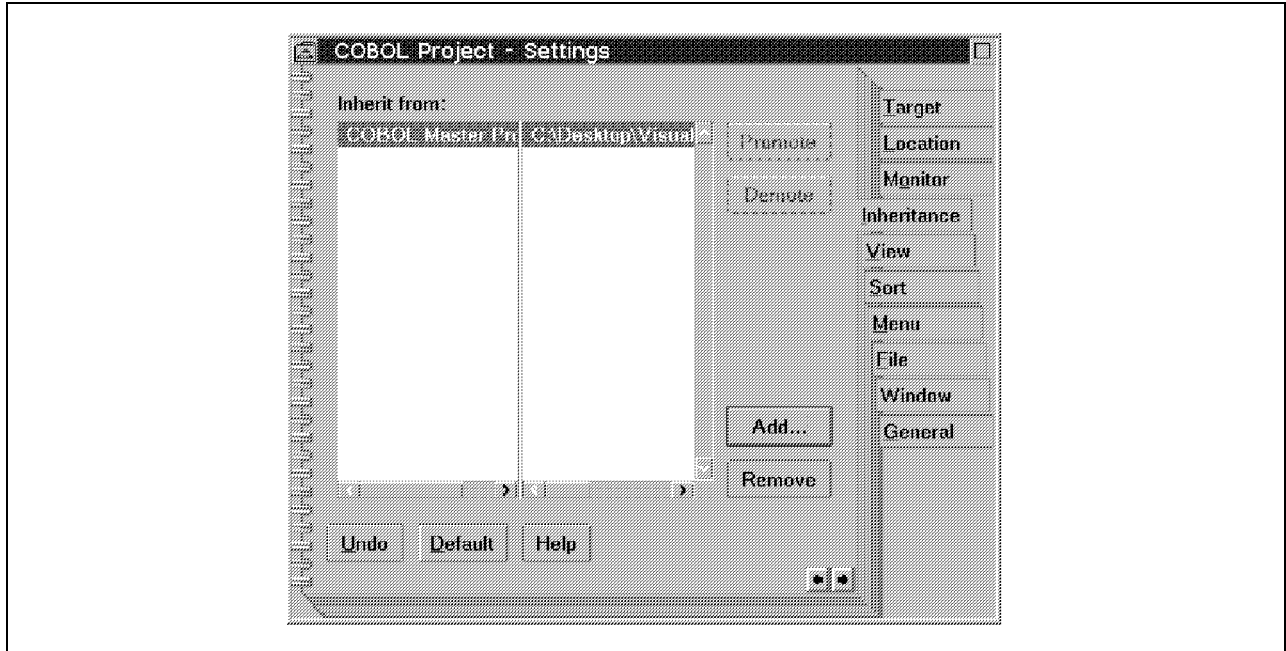 COBOL Project - Settings
Inherit from:
COBOL Master Pro C:\Desktop\Visual
Promote
Demote
Add...
Remove
Undo Default Help
Target
Location
Monitor
Inheritance
View
Sort
Menu
File
Window
General